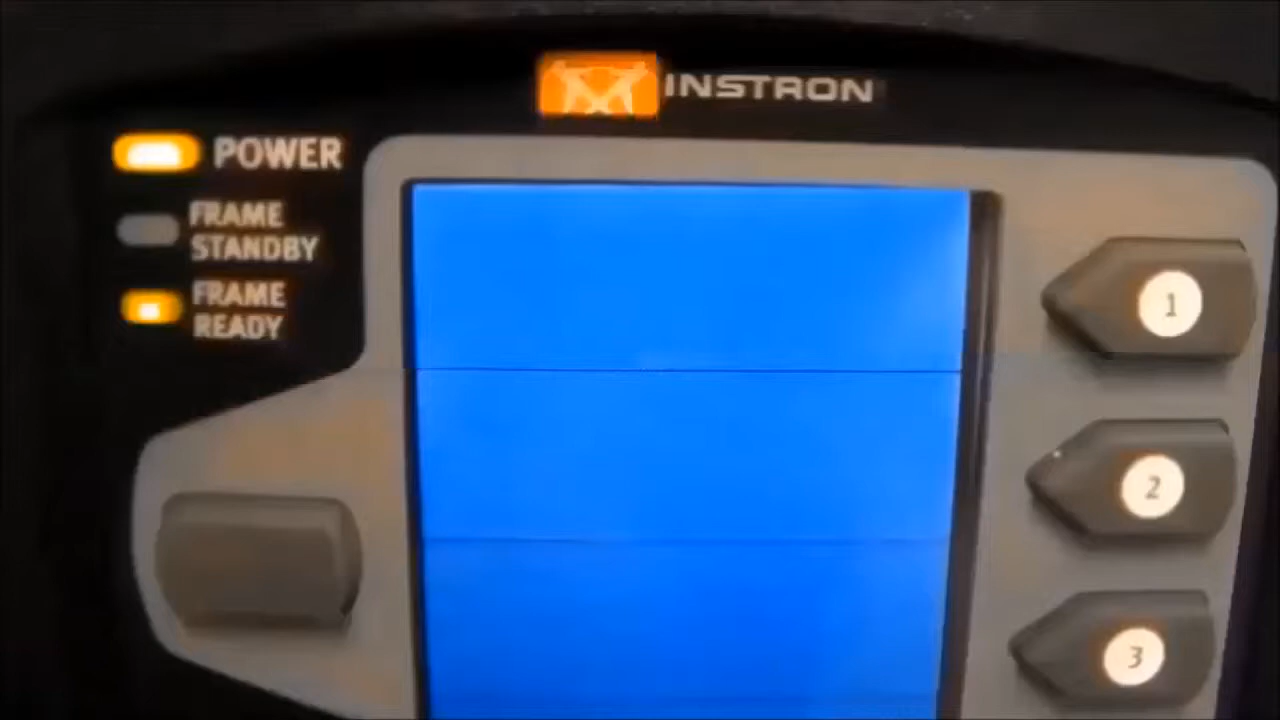 INSTRON
POWER
FRAME
STANDBY
FRAME
READY
1
2
3